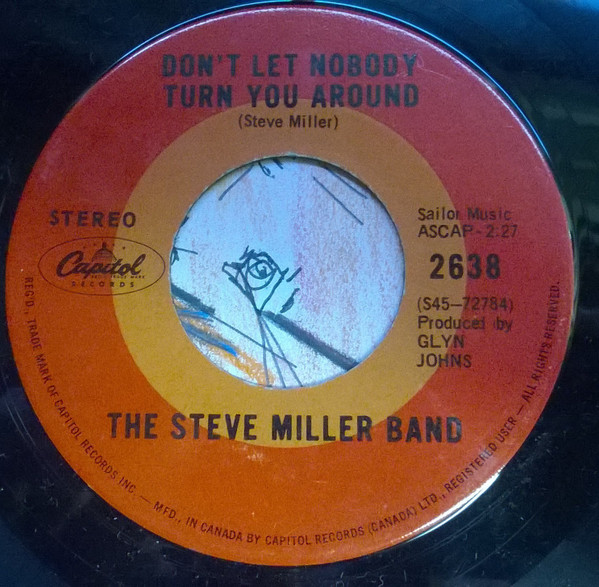 DON'T LET NOBODY
TURN YOU AROUND
(Steve Miller)
STEREO
Capitol
RECORDS
Sailor Music
ASCAP-2:27
2638
(S45-72784)
Produced by
GLYN
JOHNS
THE STEVE MILLER BAND
REG'D., TRADE MARK OF CAPITOL RECORDS INC. — MFD., IN CANADA BY CAPITOL RECORDS (CANADA) LTD., REGISTERED USER — ALL RIGHTS RESERVED.